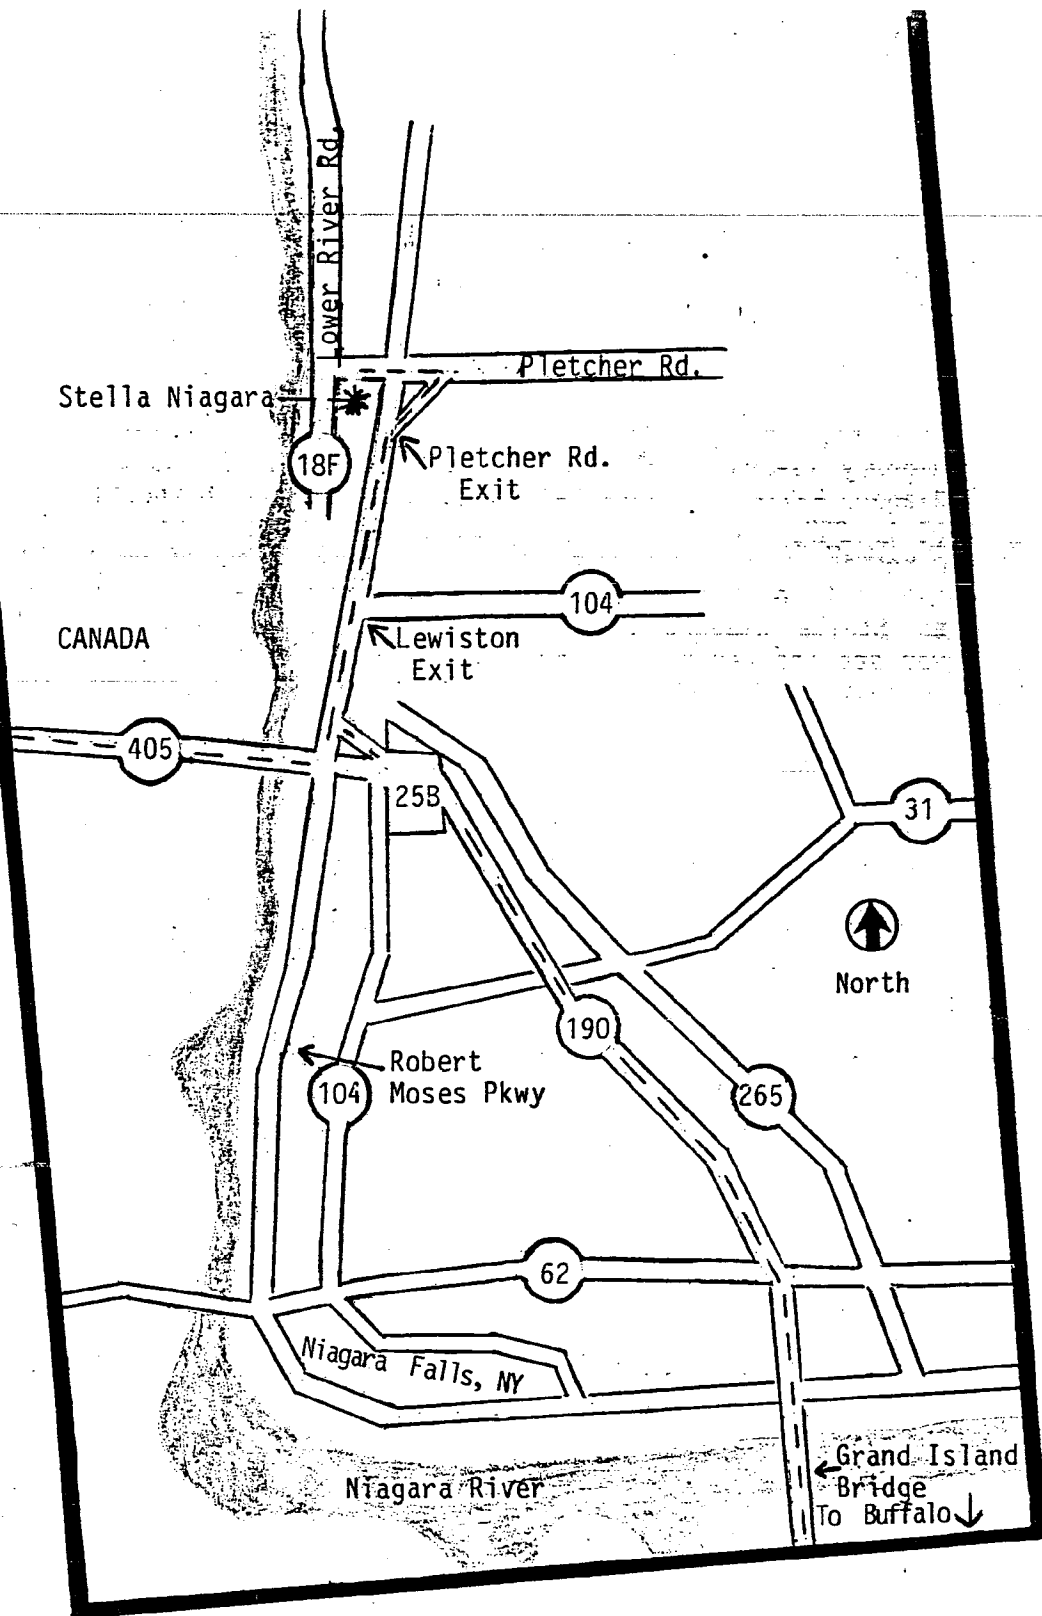 Lower River Rd.
Pletcher Rd.
Stella Niagara
18F
Pletcher Rd.
Exit
104
CANADA
Lewiston
Exit
405
25B
31
North
190
Robert
Moses Pkwy
104
265
62
Niagara Falls, NY
Grand Island
Bridge
Niagara River
To Buffalo